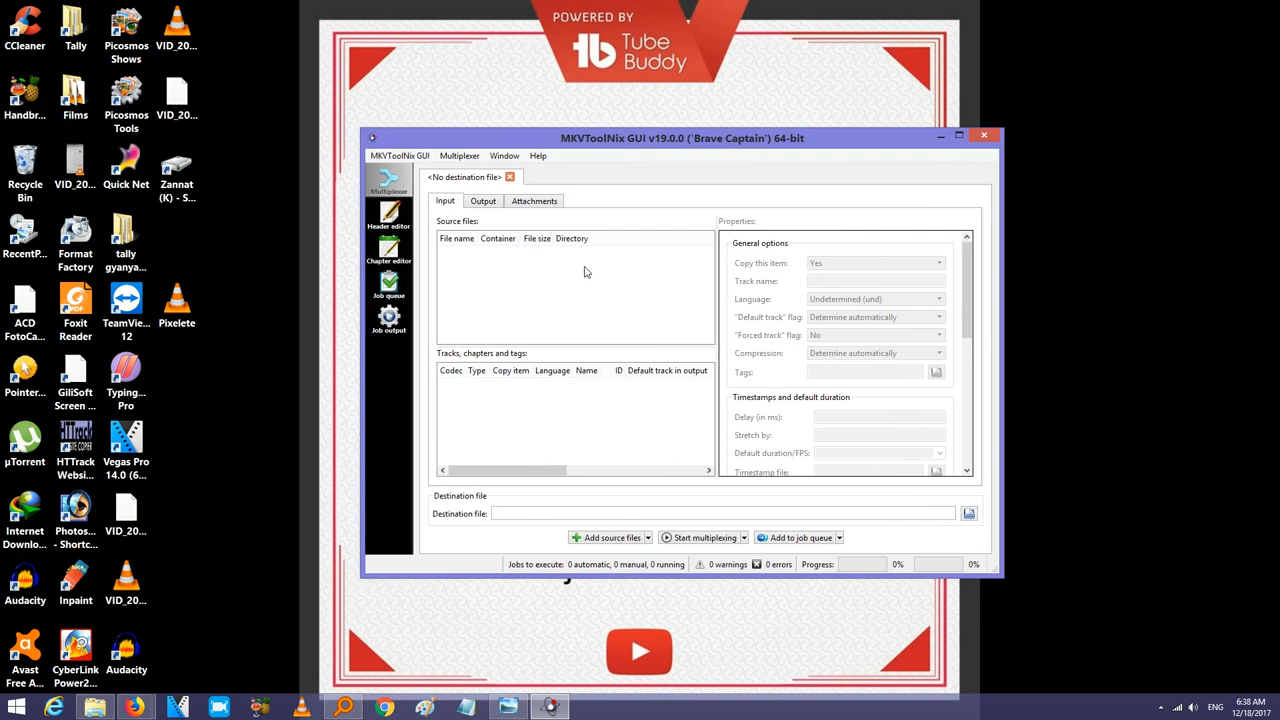 POWERED BY
Tube
Buddy
CCleaner
Tally
Picosmos
Shows
VID_20...
Handbr...
Films
Picosmos
Tools
VID_20...
Recycle
Bin
VID_20...
Quick Net
Zannat
(K) - S...
RecentP...
Format
Factory
tally
gyanya...
ACD
FotoCa...
Foxit
Reader
TeamVie...
12
Pixelete
Pointer...
GiliSoft
Screen ...
Typing...
Pro
µTorrent
HTTrack
Websi...
Vegas Pro
14.0 (6...
Internet
Downlo...
Photos...
- Shortc...
VID_20...
Audacity
Inpaint
VID_20...
Avast
Free A...
CyberLink
Power2...
Audacity
MKVToolNix GUI v19.0.0 ('Brave Captain') 64-bit
MKVToolNix GUI Multiplexer Window Help
Multiplexer
Header editor
Chapter editor
Job queue
Job output
<No destination file>
Input Output Attachments
Source files:
File name Container File size Directory
Tracks, chapters and tags:
Codec Type Copy item Language Name ID Default track in output
Properties:
General options
Copy this item: Yes
Track name:
Language: Undetermined (und)
"Default track" flag: Determine automatically
"Forced track" flag: No
Compression: Determine automatically
Tags:
Timestamps and default duration
Delay (in ms):
Stretch by:
Default duration/FPS:
Timestamp file:
Destination file
Destination file:
Add source files Start multiplexing Add to job queue
Jobs to execute: 0 automatic, 0 manual, 0 running 0 warnings 0 errors Progress: 0% 0%
ENG
6:38 AM
12/18/2017